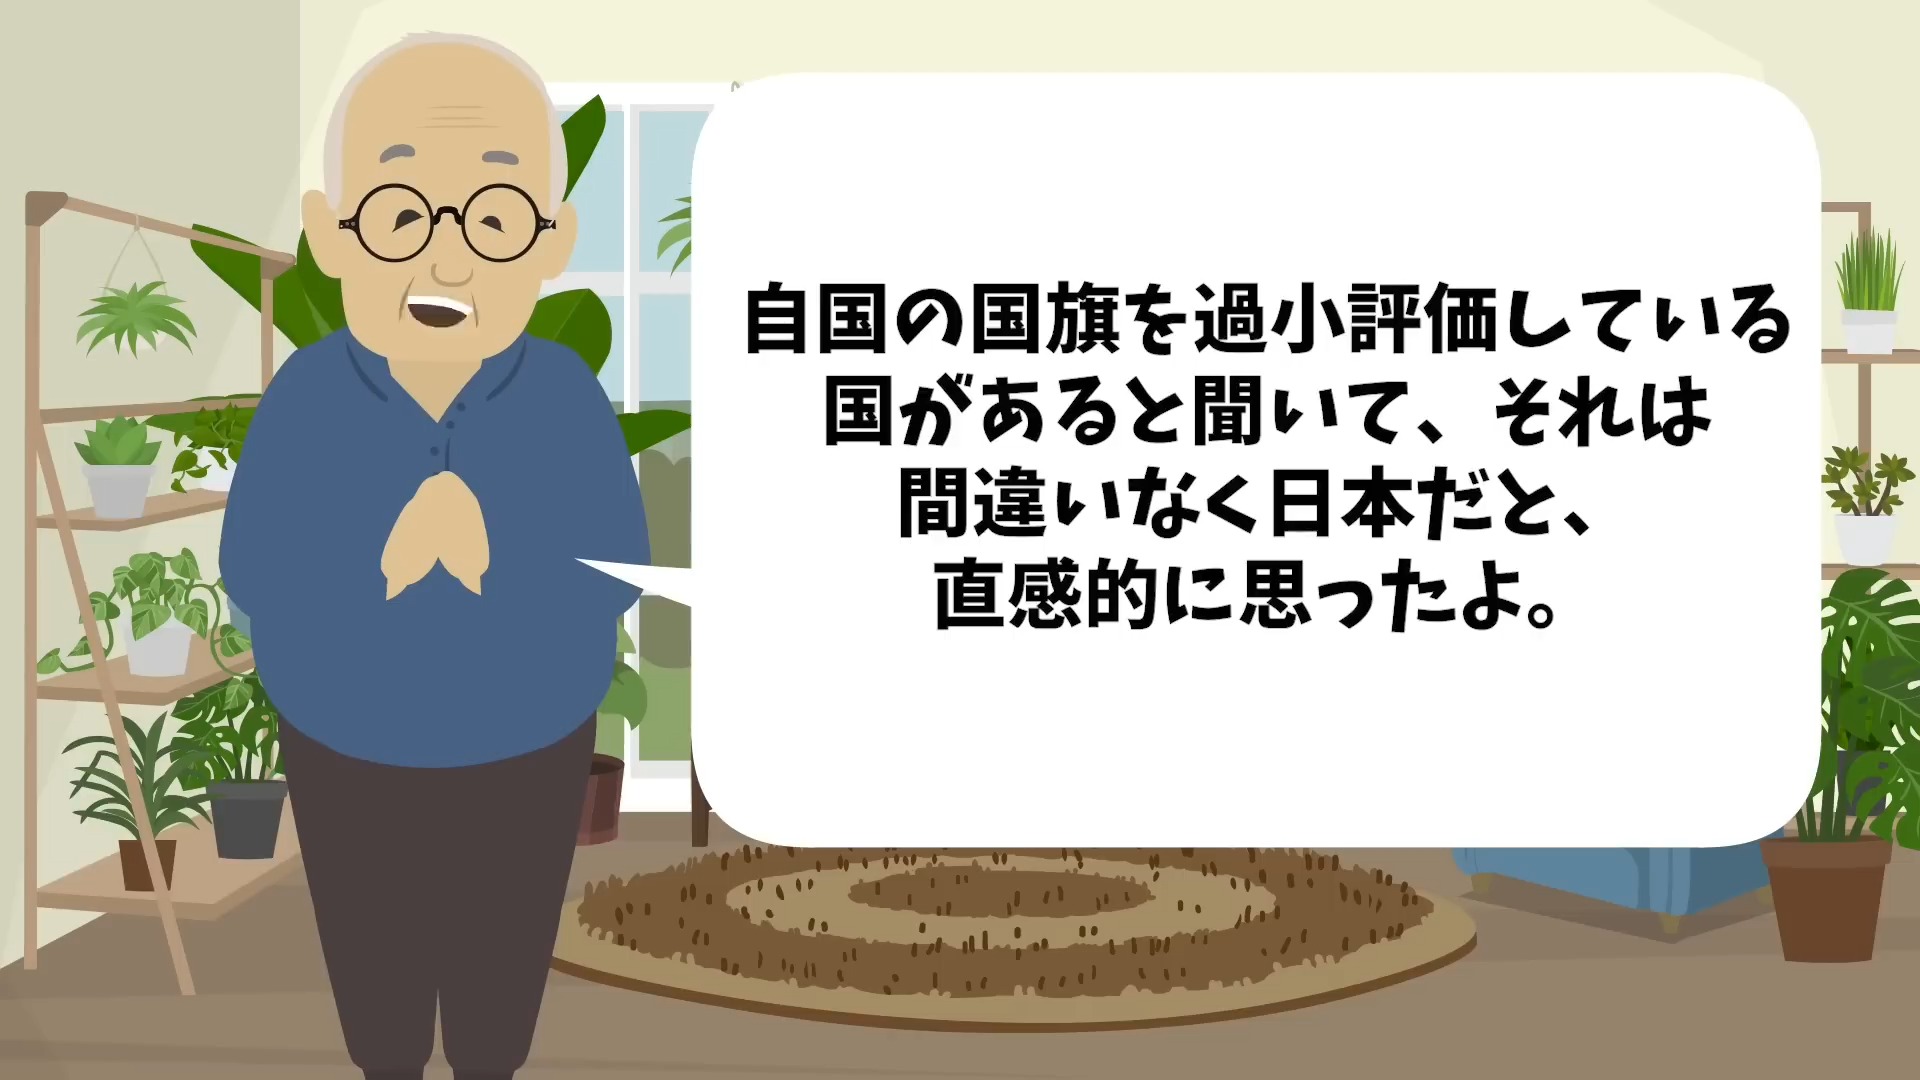 自国の国旗を過小評価している
国があると聞いて、それは
間違いなく日本だと、
直感的に思ったよ。